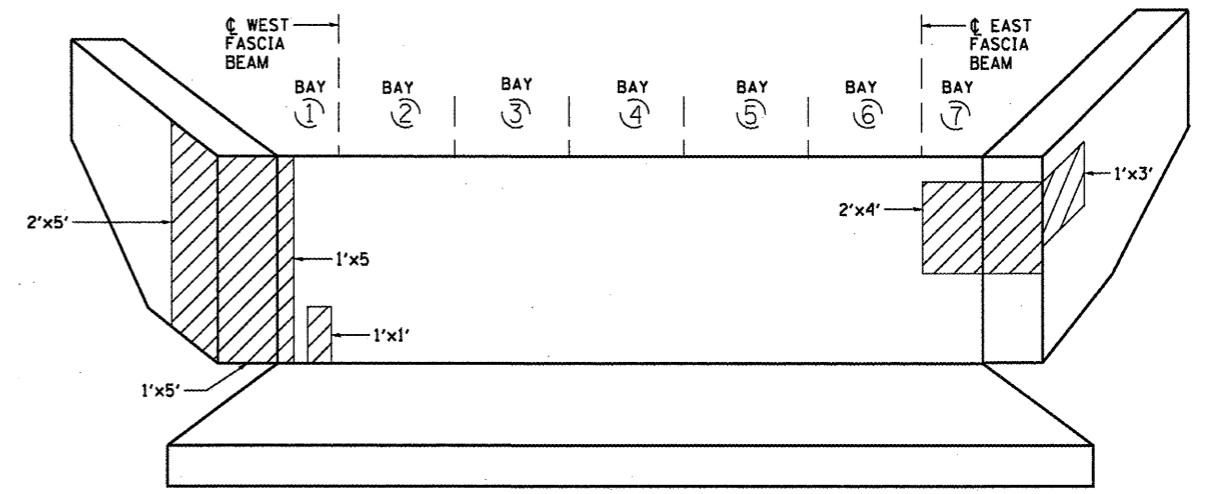 ℄ WEST
FASCIA
BEAM
℄ EAST
FASCIA
BEAM
BAY
1
BAY
2
BAY
3
BAY
4
BAY
5
BAY
6
BAY
7
2'x5'
1'x5
1'x1'
1'x5'
2'x4'
1'x3'